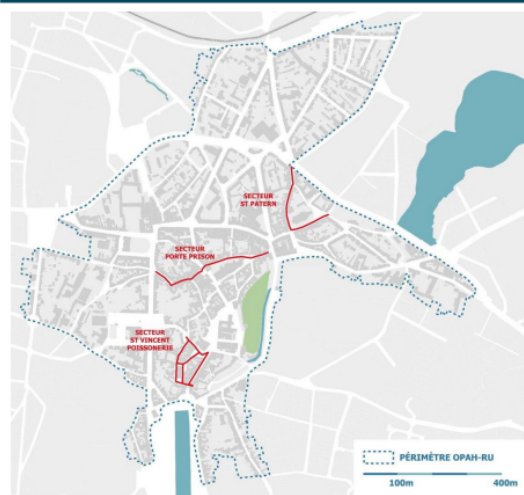 SECTEUR
ST PATERN
SECTEUR
PORTE PRISON
SECTEUR
ST VINCENT
POISSONERIE
PÉRIMÈTRE OPAH-RU
100m
400m